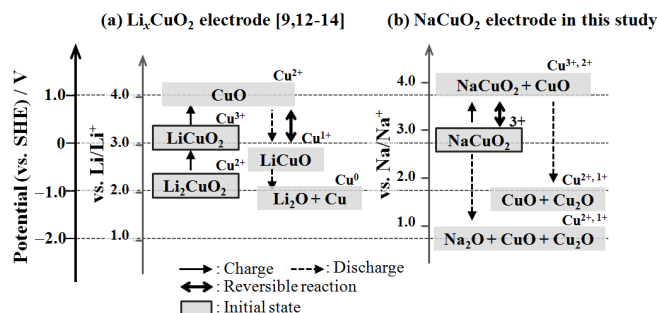 (a) LiₓCuO₂ electrode [9,12-14]
(b) NaCuO₂ electrode in this study
Potential (vs. SHE) / V
1.0
0
−1.0
−2.0
vs. Li/Li⁺
4.0
3.0
2.0
1.0
Cu²⁺
CuO
Cu³⁺
LiCuO₂
Cu¹⁺
LiCuO
Cu²⁺
Li₂CuO₂
Cu⁰
Li₂O + Cu
vs. Na/Na⁺
4.0
3.0
2.0
1.0
Cu³⁺, ²⁺
NaCuO₂ + CuO
3+
NaCuO₂
Cu²⁺, ¹⁺
CuO + Cu₂O
Cu²⁺, ¹⁺
Na₂O + CuO + Cu₂O
: Charge
: Discharge
: Reversible reaction
: Initial state